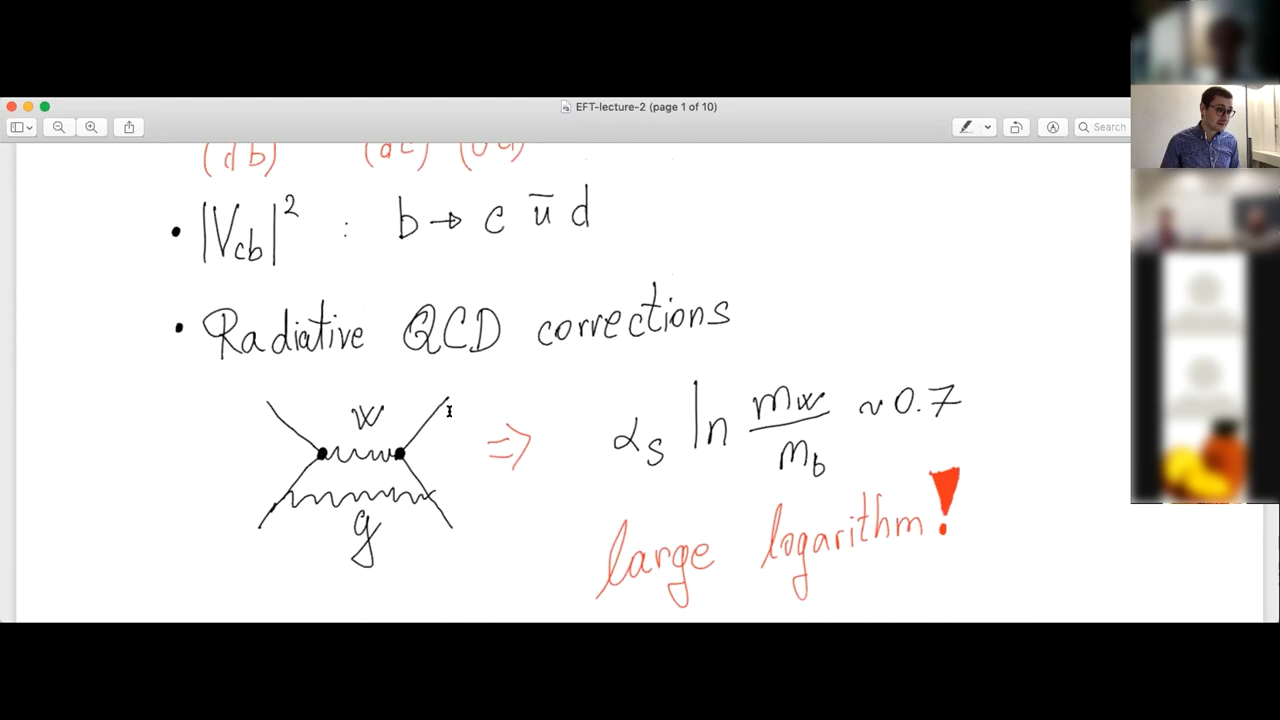 EFT-lecture-2 (page 1 of 10)
Search
(db)
• |V_cb|² : b → c ū d
• Radiative QCD corrections
W
g
⇒ α_s ln m_W/m_b ~ 0.7
large logarithm!